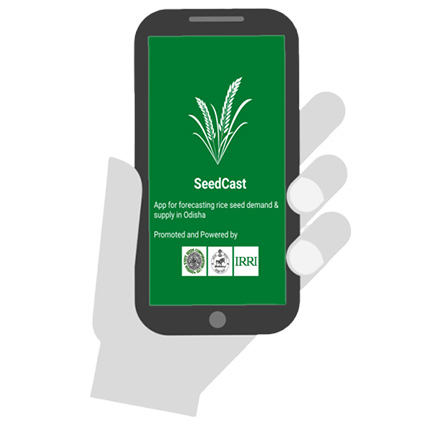 SeedCast
App for forecasting rice seed demand &
supply in Odisha
Promoted and Powered by
IRRI